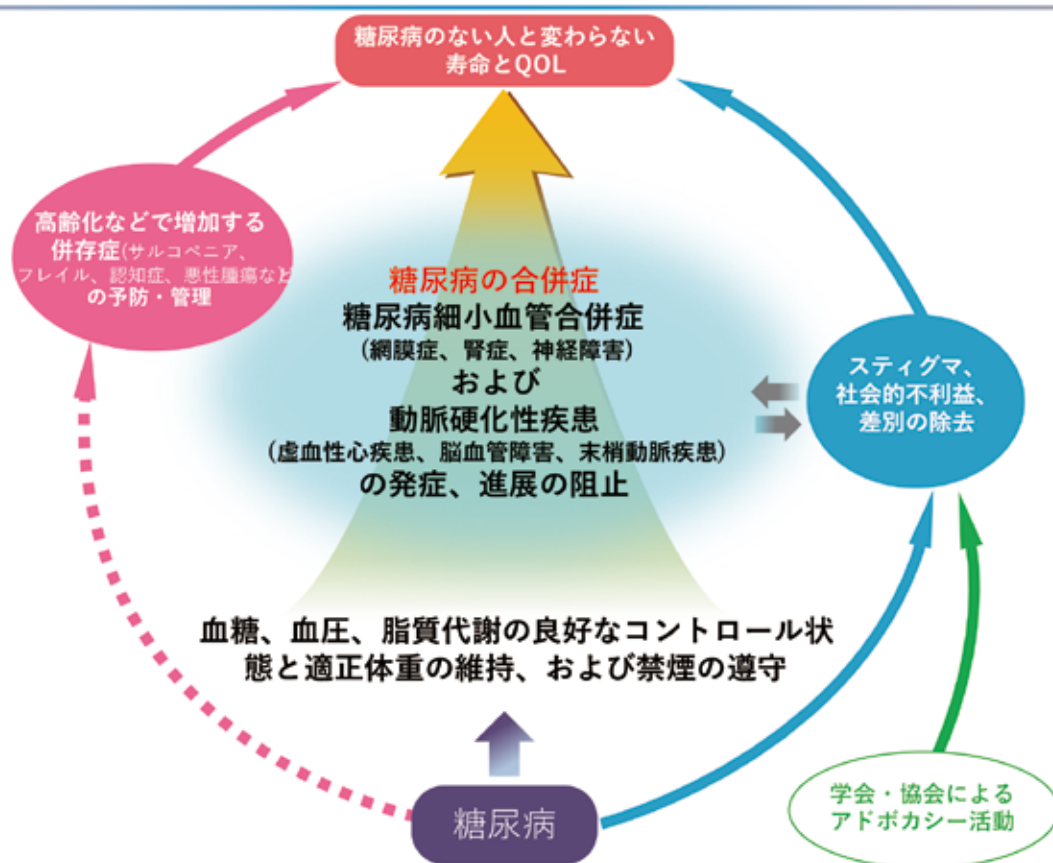 糖尿病のない人と変わらない
寿命とQOL
高齢化などで増加する
併存症(サルコペニア、
フレイル、認知症、悪性腫瘍など
の予防・管理
糖尿病の合併症
糖尿病細小血管合併症
(網膜症、腎症、神経障害)
および
動脈硬化性疾患
(虚血性心疾患、脳血管障害、末梢動脈疾患)
の発症、進展の阻止
スティグマ、
社会的不利益、
差別の除去
血糖、血圧、脂質代謝の良好なコントロール状
態と適正体重の維持、および禁煙の遵守
糖尿病
学会・協会による
アドボカシー活動